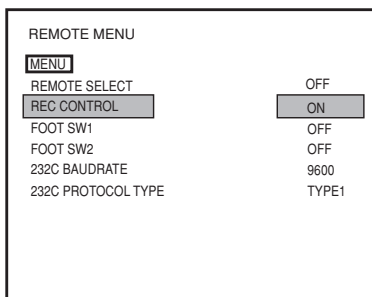 REMOTE MENU
MENU
REMOTE SELECT OFF
REC CONTROL ON
FOOT SW1 OFF
FOOT SW2 OFF
232C BAUDRATE 9600
232C PROTOCOL TYPE TYPE1